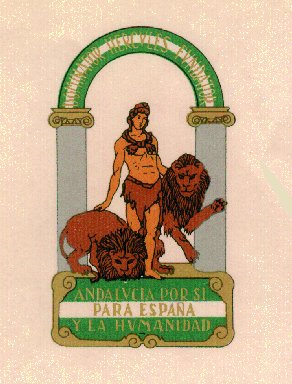 DOMINATOR HERCVLES FVNDATOR
ANDALVCIA POR SI
PARA ESPAÑA
Y LA HVMANIDAD